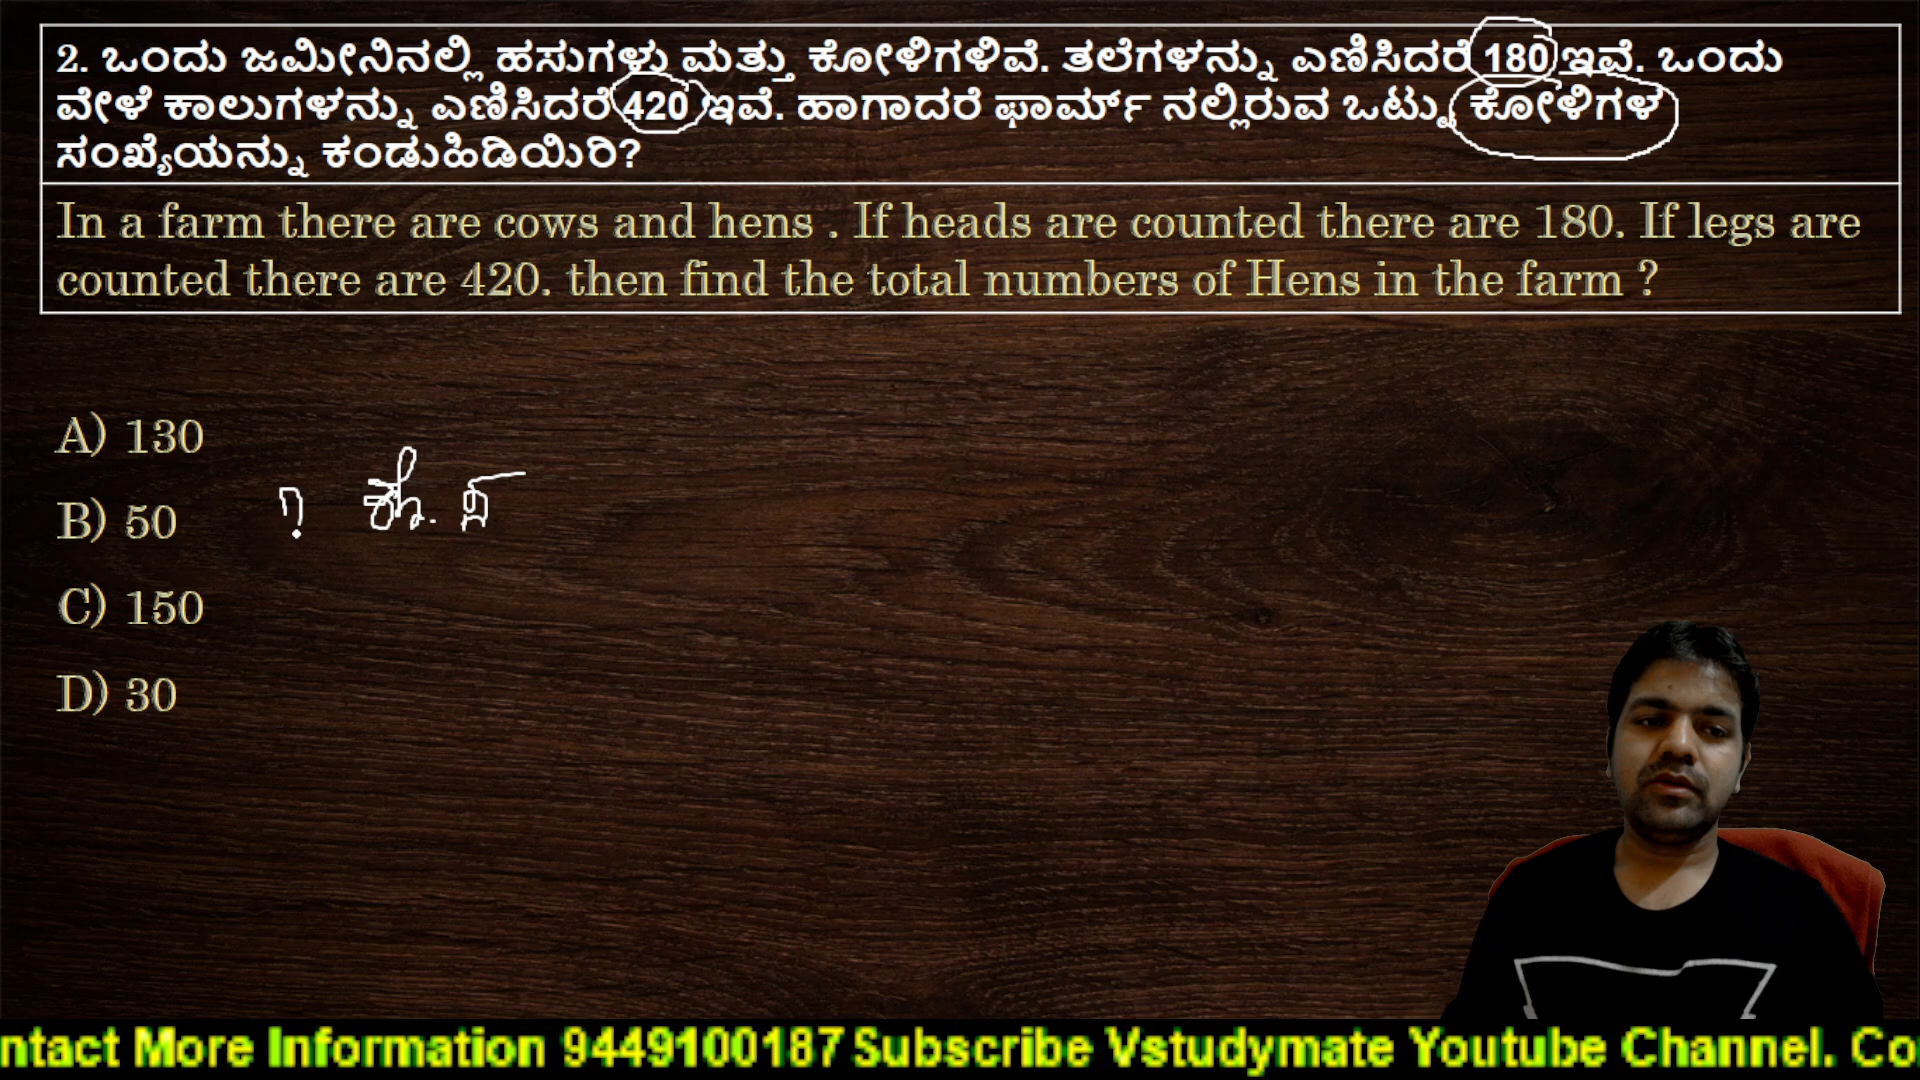 2. ಒಂದು ಜಮೀನಿನಲ್ಲಿ ಹಸುಗಳು ಮತ್ತು ಕೋಳಿಗಳಿವೆ. ತಲೆಗಳನ್ನು ಎಣಿಸಿದರೆ 180 ಇವೆ. ಒಂದು
ವೇಳೆ ಕಾಲುಗಳನ್ನು ಎಣಿಸಿದರೆ 420 ಇವೆ. ಹಾಗಾದರೆ ಫಾರ್ಮ್ ನಲ್ಲಿರುವ ಒಟ್ಟು ಕೋಳಿಗಳ
ಸಂಖ್ಯೆಯನ್ನು ಕಂಡುಹಿಡಿಯಿರಿ?
In a farm there are cows and hens . If heads are counted there are 180. If legs are
counted there are 420. then find the total numbers of Hens in the farm ?
A) 130
B) 50
C) 150
D) 30
ntact More Information 9449100187 Subscribe Vstudymate Youtube Channel. Co